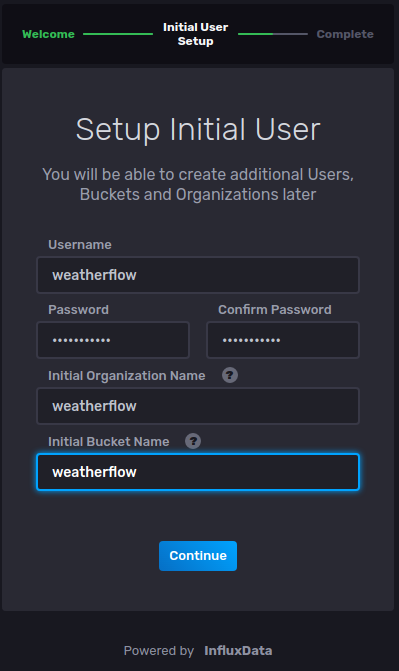 Welcome
Initial User
Setup
Complete
Setup Initial User
You will be able to create additional Users,
Buckets and Organizations later
Username
weatherflow
Password Confirm Password
••••••••••• •••••••••••
Initial Organization Name ?
weatherflow
Initial Bucket Name ?
weatherflow
Continue
Powered by InfluxData